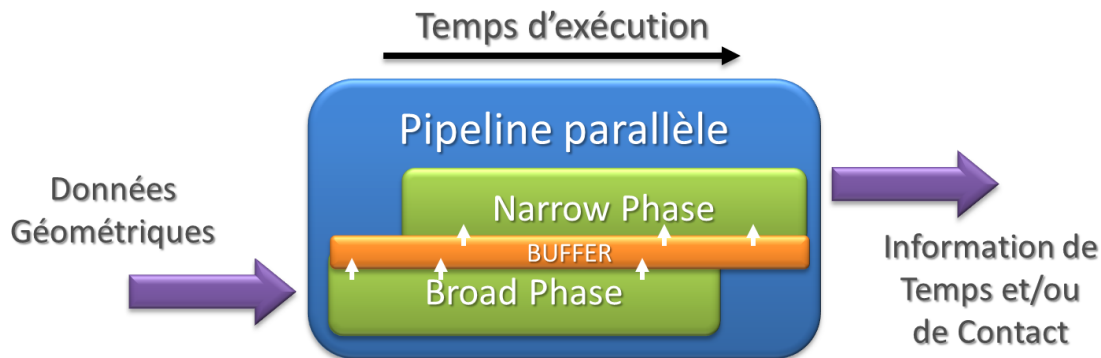 Temps d'exécution
Pipeline parallèle
Données
Géométriques
Narrow Phase
BUFFER
Broad Phase
Information de
Temps et/ou
de Contact